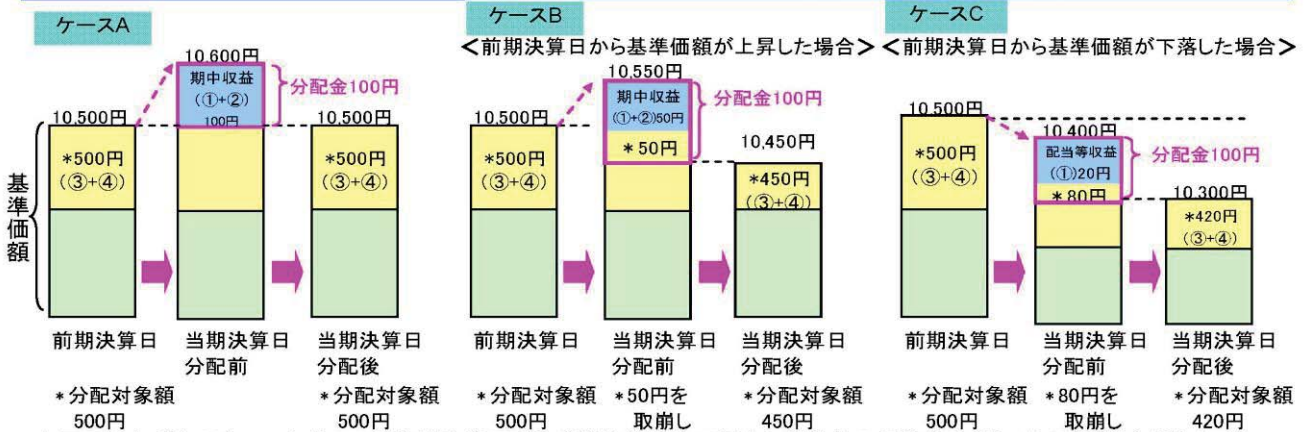 ケースA
10,600円
期中収益
(①+②)
100円
分配金100円
10,500円
*500円
(③+④)
10,500円
*500円
(③+④)
基準価額
前期決算日
当期決算日
分配前
当期決算日
分配後
*分配対象額
500円
*分配対象額
500円
ケースB
<前期決算日から基準価額が上昇した場合>
10,550円
期中収益
(①+②)50円
*50円
分配金100円
10,500円
*500円
(③+④)
10,450円
*450円
(③+④)
前期決算日
当期決算日
分配前
当期決算日
分配後
*分配対象額
500円
*50円を
取崩し
*分配対象額
450円
ケースC
<前期決算日から基準価額が下落した場合>
10,500円
*500円
(③+④)
10,400円
配当等収益
(①)20円
*80円
分配金100円
10,300円
*420円
(③+④)
前期決算日
当期決算日
分配前
当期決算日
分配後
*分配対象額
500円
*80円を
取崩し
*分配対象額
420円